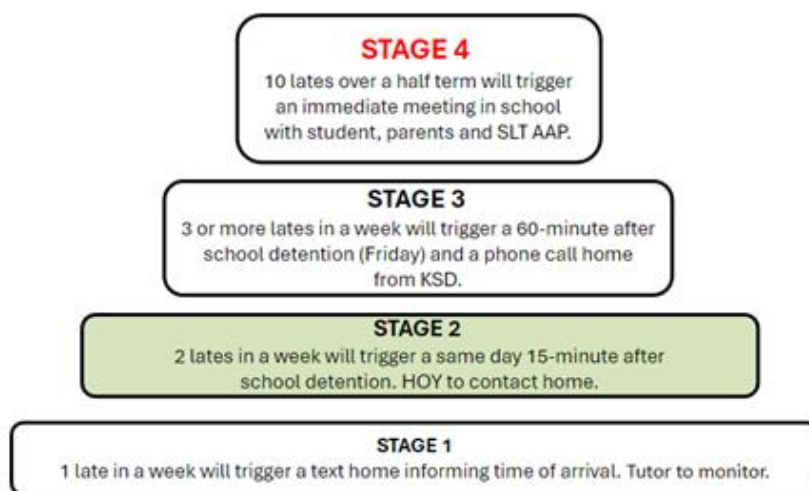 STAGE 4
10 lates over a half term will trigger
an immediate meeting in school
with student, parents and SLT AAP.
STAGE 3
3 or more lates in a week will trigger a 60-minute after
school detention (Friday) and a phone call home
from KSD.
STAGE 2
2 lates in a week will trigger a same day 15-minute after
school detention. HOY to contact home.
STAGE 1
1 late in a week will trigger a text home informing time of arrival. Tutor to monitor.